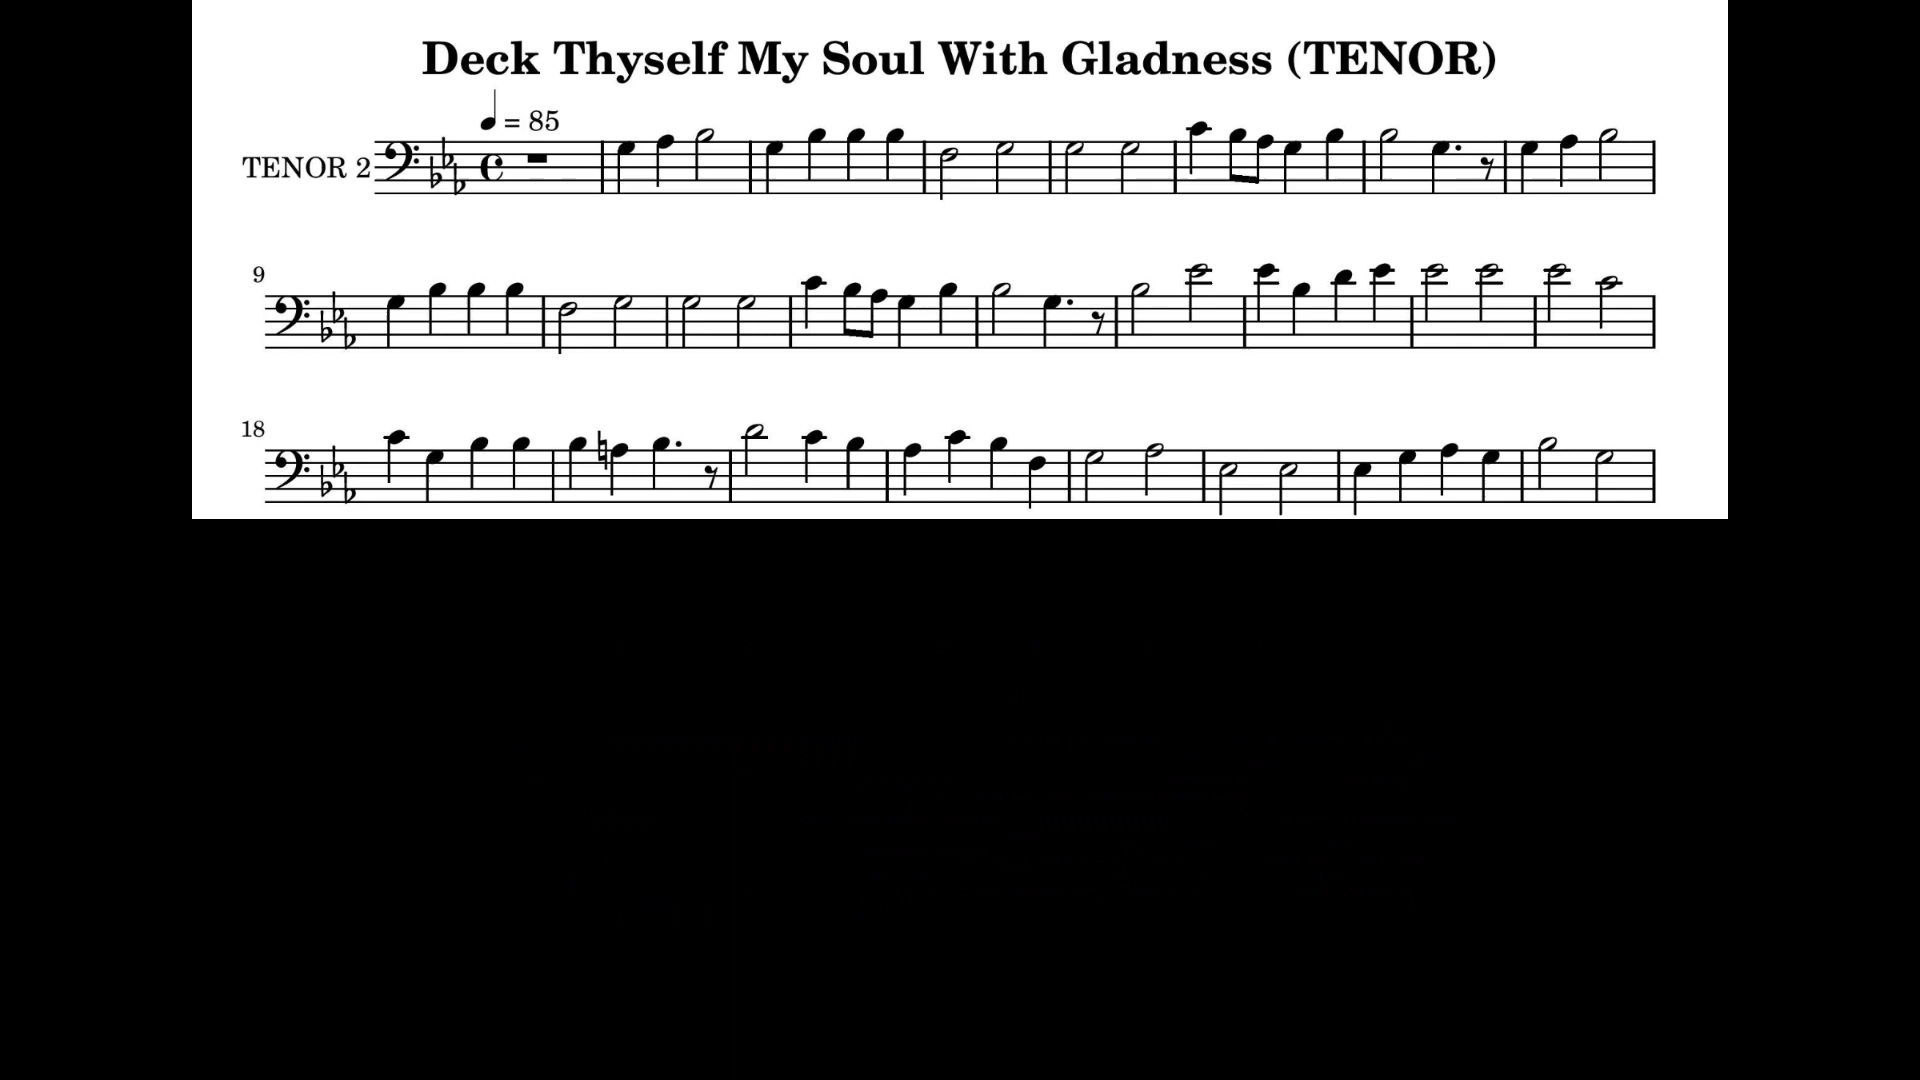 Deck Thyself My Soul With Gladness (TENOR)
= 85
TENOR 2
9
18